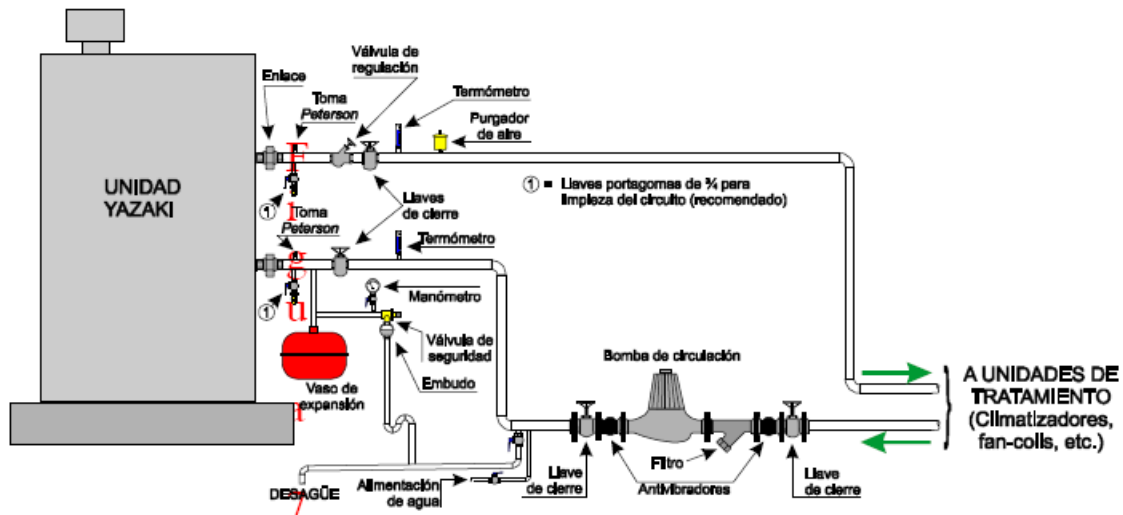 Válvula de
regulación
Enlace
Toma
Peterson
Termómetro
Purgador
de aire
UNIDAD
YAZAKI
1
1 = Llaves portagomas de ¾ para
limpieza del circuito (recomendado)
Llaves
de cierre
Toma
Peterson
Termómetro
1
Manómetro
Válvula de
seguridad
Embudo
Vaso de
expansión
Bomba de circulación
A UNIDADES DE
TRATAMIENTO
(Climatizadores,
fan-coils, etc.)
Filtro
Llave
de cierre
Antivibradores
Llave
de cierre
Alimentación
de agua
DESAGÜE
F
i
g
u
r
a
7